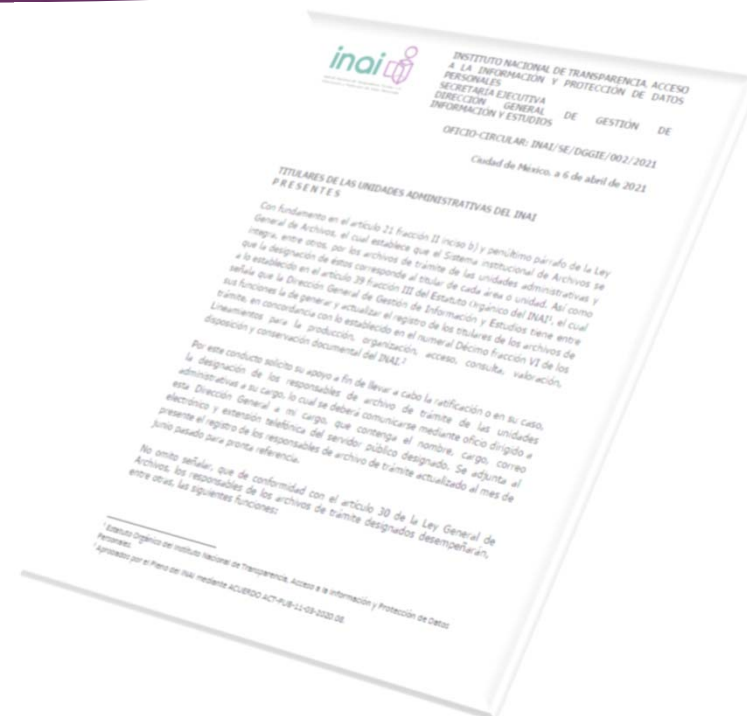 inai
INSTITUTO NACIONAL DE TRANSPARENCIA, ACCESO
A LA INFORMACIÓN Y PROTECCIÓN DE DATOS
PERSONALES
SECRETARÍA EJECUTIVA
DIRECCIÓN GENERAL DE GESTIÓN DE
INFORMACIÓN Y ESTUDIOS
OFICIO-CIRCULAR: INAI/SE/DGGIE/002/2021
Ciudad de México, a 6 de abril de 2021
TITULARES DE LAS UNIDADES ADMINISTRATIVAS DEL INAI
P R E S E N T E S
Con fundamento en el artículo 21 fracción II inciso b) y penúltimo párrafo de la Ley
General de Archivos, el cual establece que el Sistema Institucional de Archivos se
integra, entre otros, por los archivos de trámite de las unidades administrativas y
que la designación de éstos corresponde al titular de cada área o unidad. Así como
a lo establecido en el artículo 39 fracción III del Estatuto Orgánico del INAI¹, el cual
señala que la Dirección General de Gestión de Información y Estudios tiene entre
sus funciones la de generar y actualizar el registro de los titulares de los archivos de
trámite, en concordancia con lo establecido en el numeral Décimo fracción VI de los
Lineamientos para la producción, organización, acceso, consulta, valoración,
disposición y conservación documental del INAI.²
Por este conducto solicito su apoyo a fin de llevar a cabo la ratificación o en su caso,
la designación de los responsables de archivo de trámite de las unidades
administrativas a su cargo, lo cual se deberá comunicarse mediante oficio dirigido a
esta Dirección General a mi cargo, que contenga el nombre, cargo, correo
electrónico y extensión telefónica del servidor público designado. Se adjunta al
presente el registro de los responsables de archivo de trámite actualizado al mes de
junio pasado para pronta referencia.
No omito señalar, que de conformidad con el artículo 30 de la Ley General de
Archivos, los responsables de los archivos de trámite designados desempeñarán,
entre otras, las siguientes funciones:
¹ Estatuto Orgánico del Instituto Nacional de Transparencia, Acceso a la Información y Protección de Datos
Personales.
² Aprobados por el Pleno del INAI mediante ACUERDO ACT-PUB-11-03-2020.08.